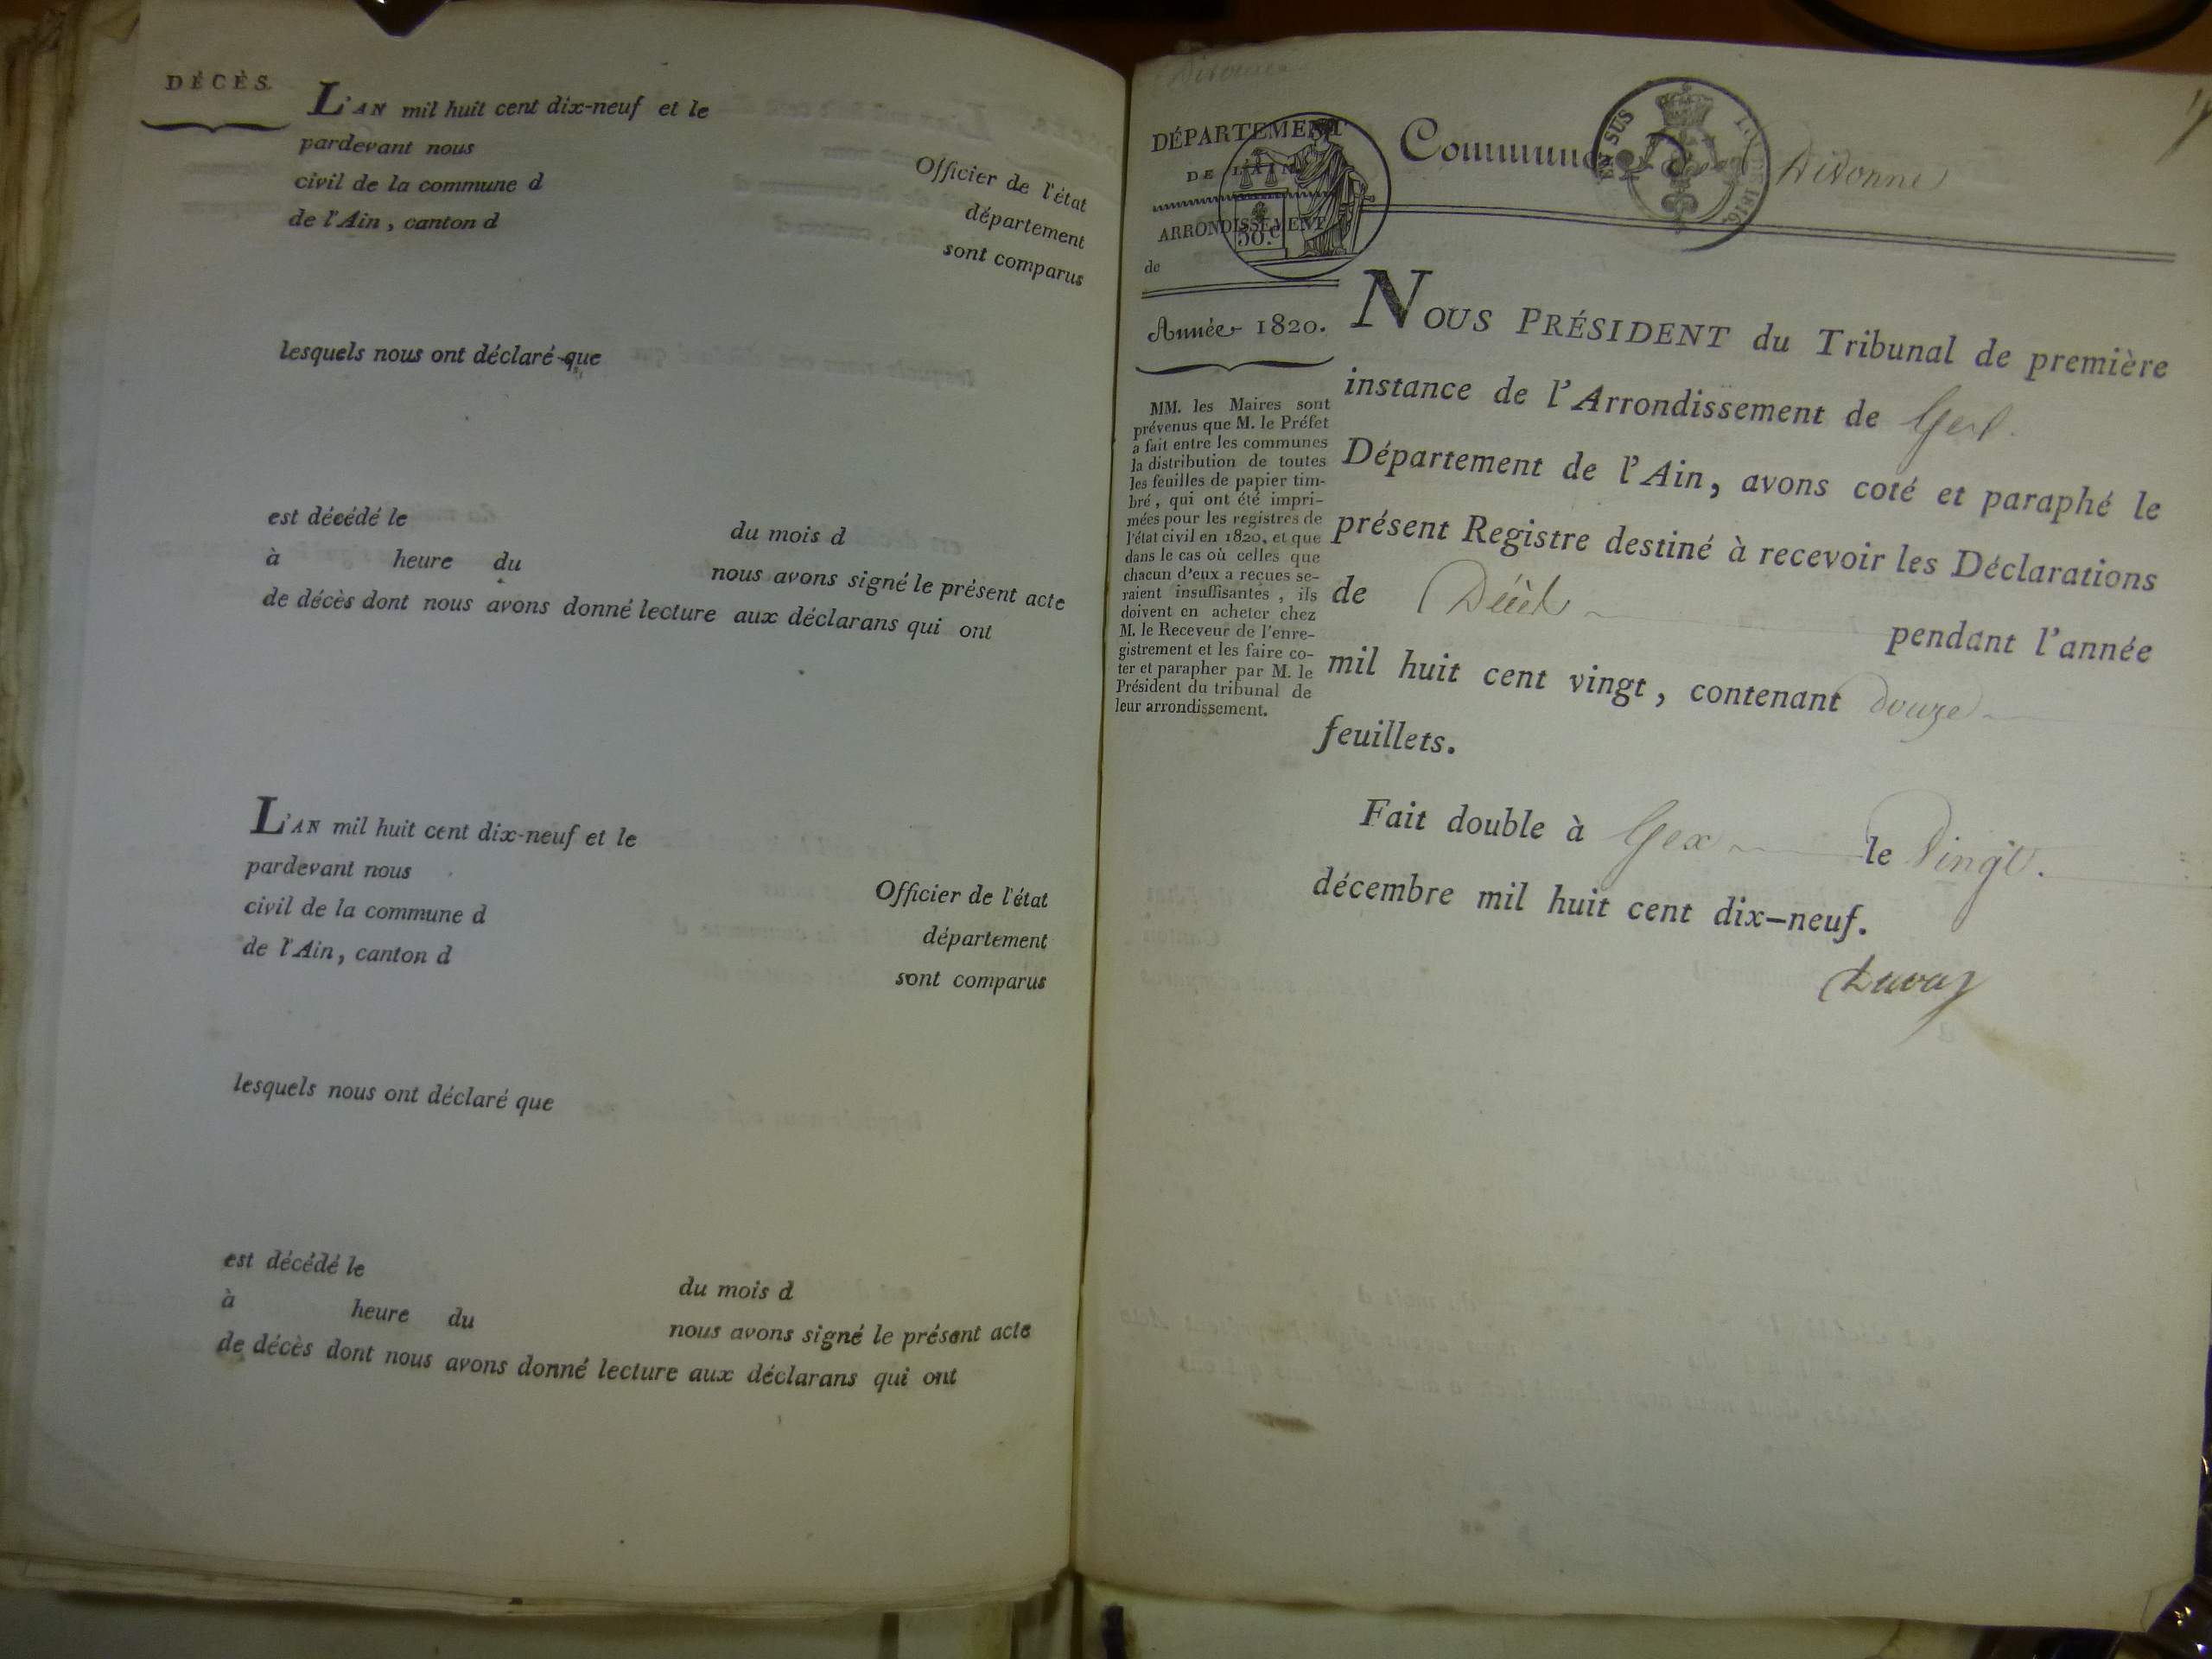 DÉCÈS.
L'AN mil huit cent dix-neuf et le
pardevant nous Officier de l'état
civil de la commune d département
de l'Ain, canton d sont comparus
lesquels nous ont déclaré que
est décédé le du mois d
à heure du nous avons signé le présent acte
de décès dont nous avons donné lecture aux déclarans qui ont
L'AN mil huit cent dix-neuf et le
pardevant nous Officier de l'état
civil de la commune d département
de l'Ain, canton d sont comparus
lesquels nous ont déclaré que
est décédé le du mois d
à heure du nous avons signé le présent acte
de décès dont nous avons donné lecture aux déclarans qui ont
Divonne
DÉPARTEMENT
DE L'AIN
ARRONDISSEMENT
de
50.c
Année 1820.
MM. les Maires sont
prévenus que M. le Préfet
a fait entre les communes
la distribution de toutes
les feuilles de papier tim-
bré, qui ont été impri-
mées pour les registres de
l'état civil en 1820, et que
dans le cas où celles que
chacun d'eux a reçues se-
raient insuffisantes, ils
doivent en acheter chez
M. le Receveur de l'enre-
gistrement et les faire co-
ter et parapher par M. le
Président du tribunal de
leur arrondissement.
Commune de Divonne
EN SUS
1816.
NOUS PRÉSIDENT du Tribunal de première
instance de l'Arrondissement de Gex
Département de l'Ain, avons coté et paraphé le
présent Registre destiné à recevoir les Déclarations
de Décès pendant l'année
mil huit cent vingt, contenant douze
feuillets.
Fait double à Gex le Vingt.
décembre mil huit cent dix-neuf.